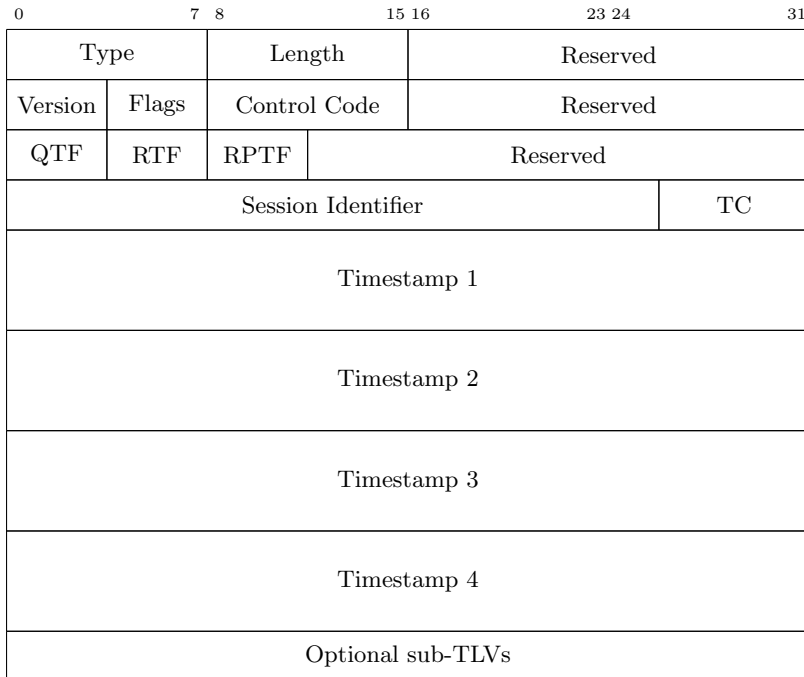 0 7 8 15 16 23 24 31
Type Length Reserved
Version Flags Control Code Reserved
QTF RTF RPTF Reserved
Session Identifier TC
Timestamp 1
Timestamp 2
Timestamp 3
Timestamp 4
Optional sub-TLVs